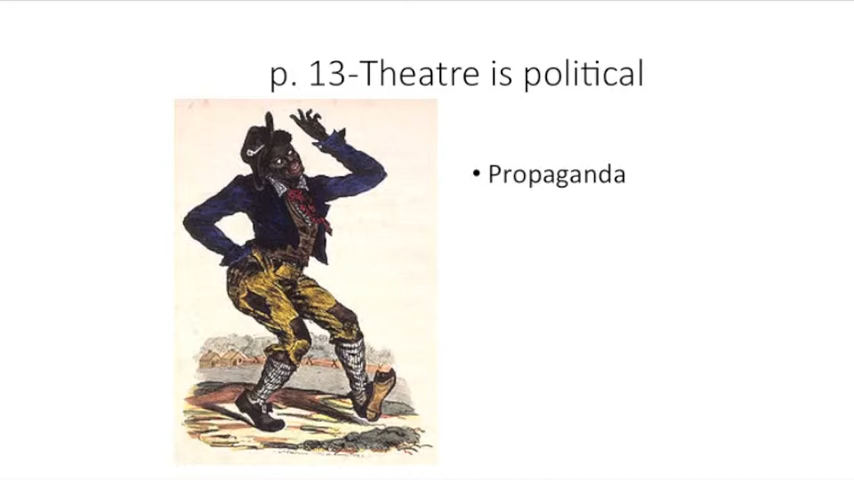 p. 13-Theatre is political
• Propaganda